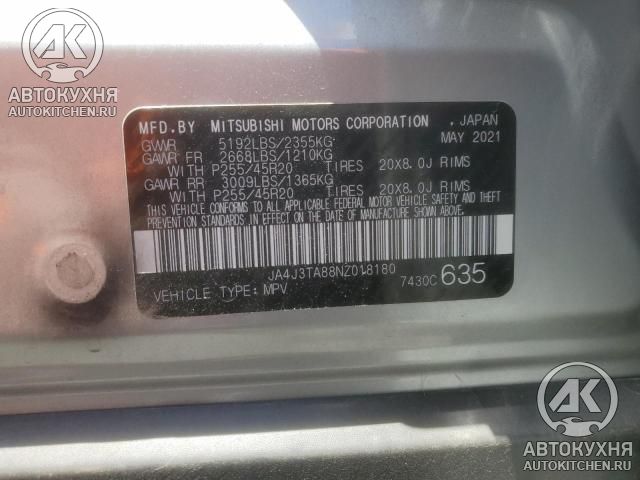 AK
АВТОКУХНЯ
AUTOKITCHEN.RU
MFD.BY MITSUBISHI MOTORS CORPORATION . JAPAN
GVWR 5192LBS/2355KG MAY 2021
GAWR FR 2668LBS/1210KG
WITH P255/45R20 TIRES 20X8.0J RIMS
GAWR RR 3009LBS/1365KG
WITH P255/45R20 TIRES 20X8.0J RIMS
THIS VEHICLE CONFORMS TO ALL APPLICABLE FEDERAL MOTOR VEHICLE SAFETY AND
THEFT PREVENTION STANDARDS IN EFFECT ON THE DATE OF MANUFACTURE SHOWN ABOVE.
JA4J3TA88NZ018180
VEHICLE TYPE: MPV 7430C 635
AK
АВТОКУХНЯ
AUTOKITCHEN.RU